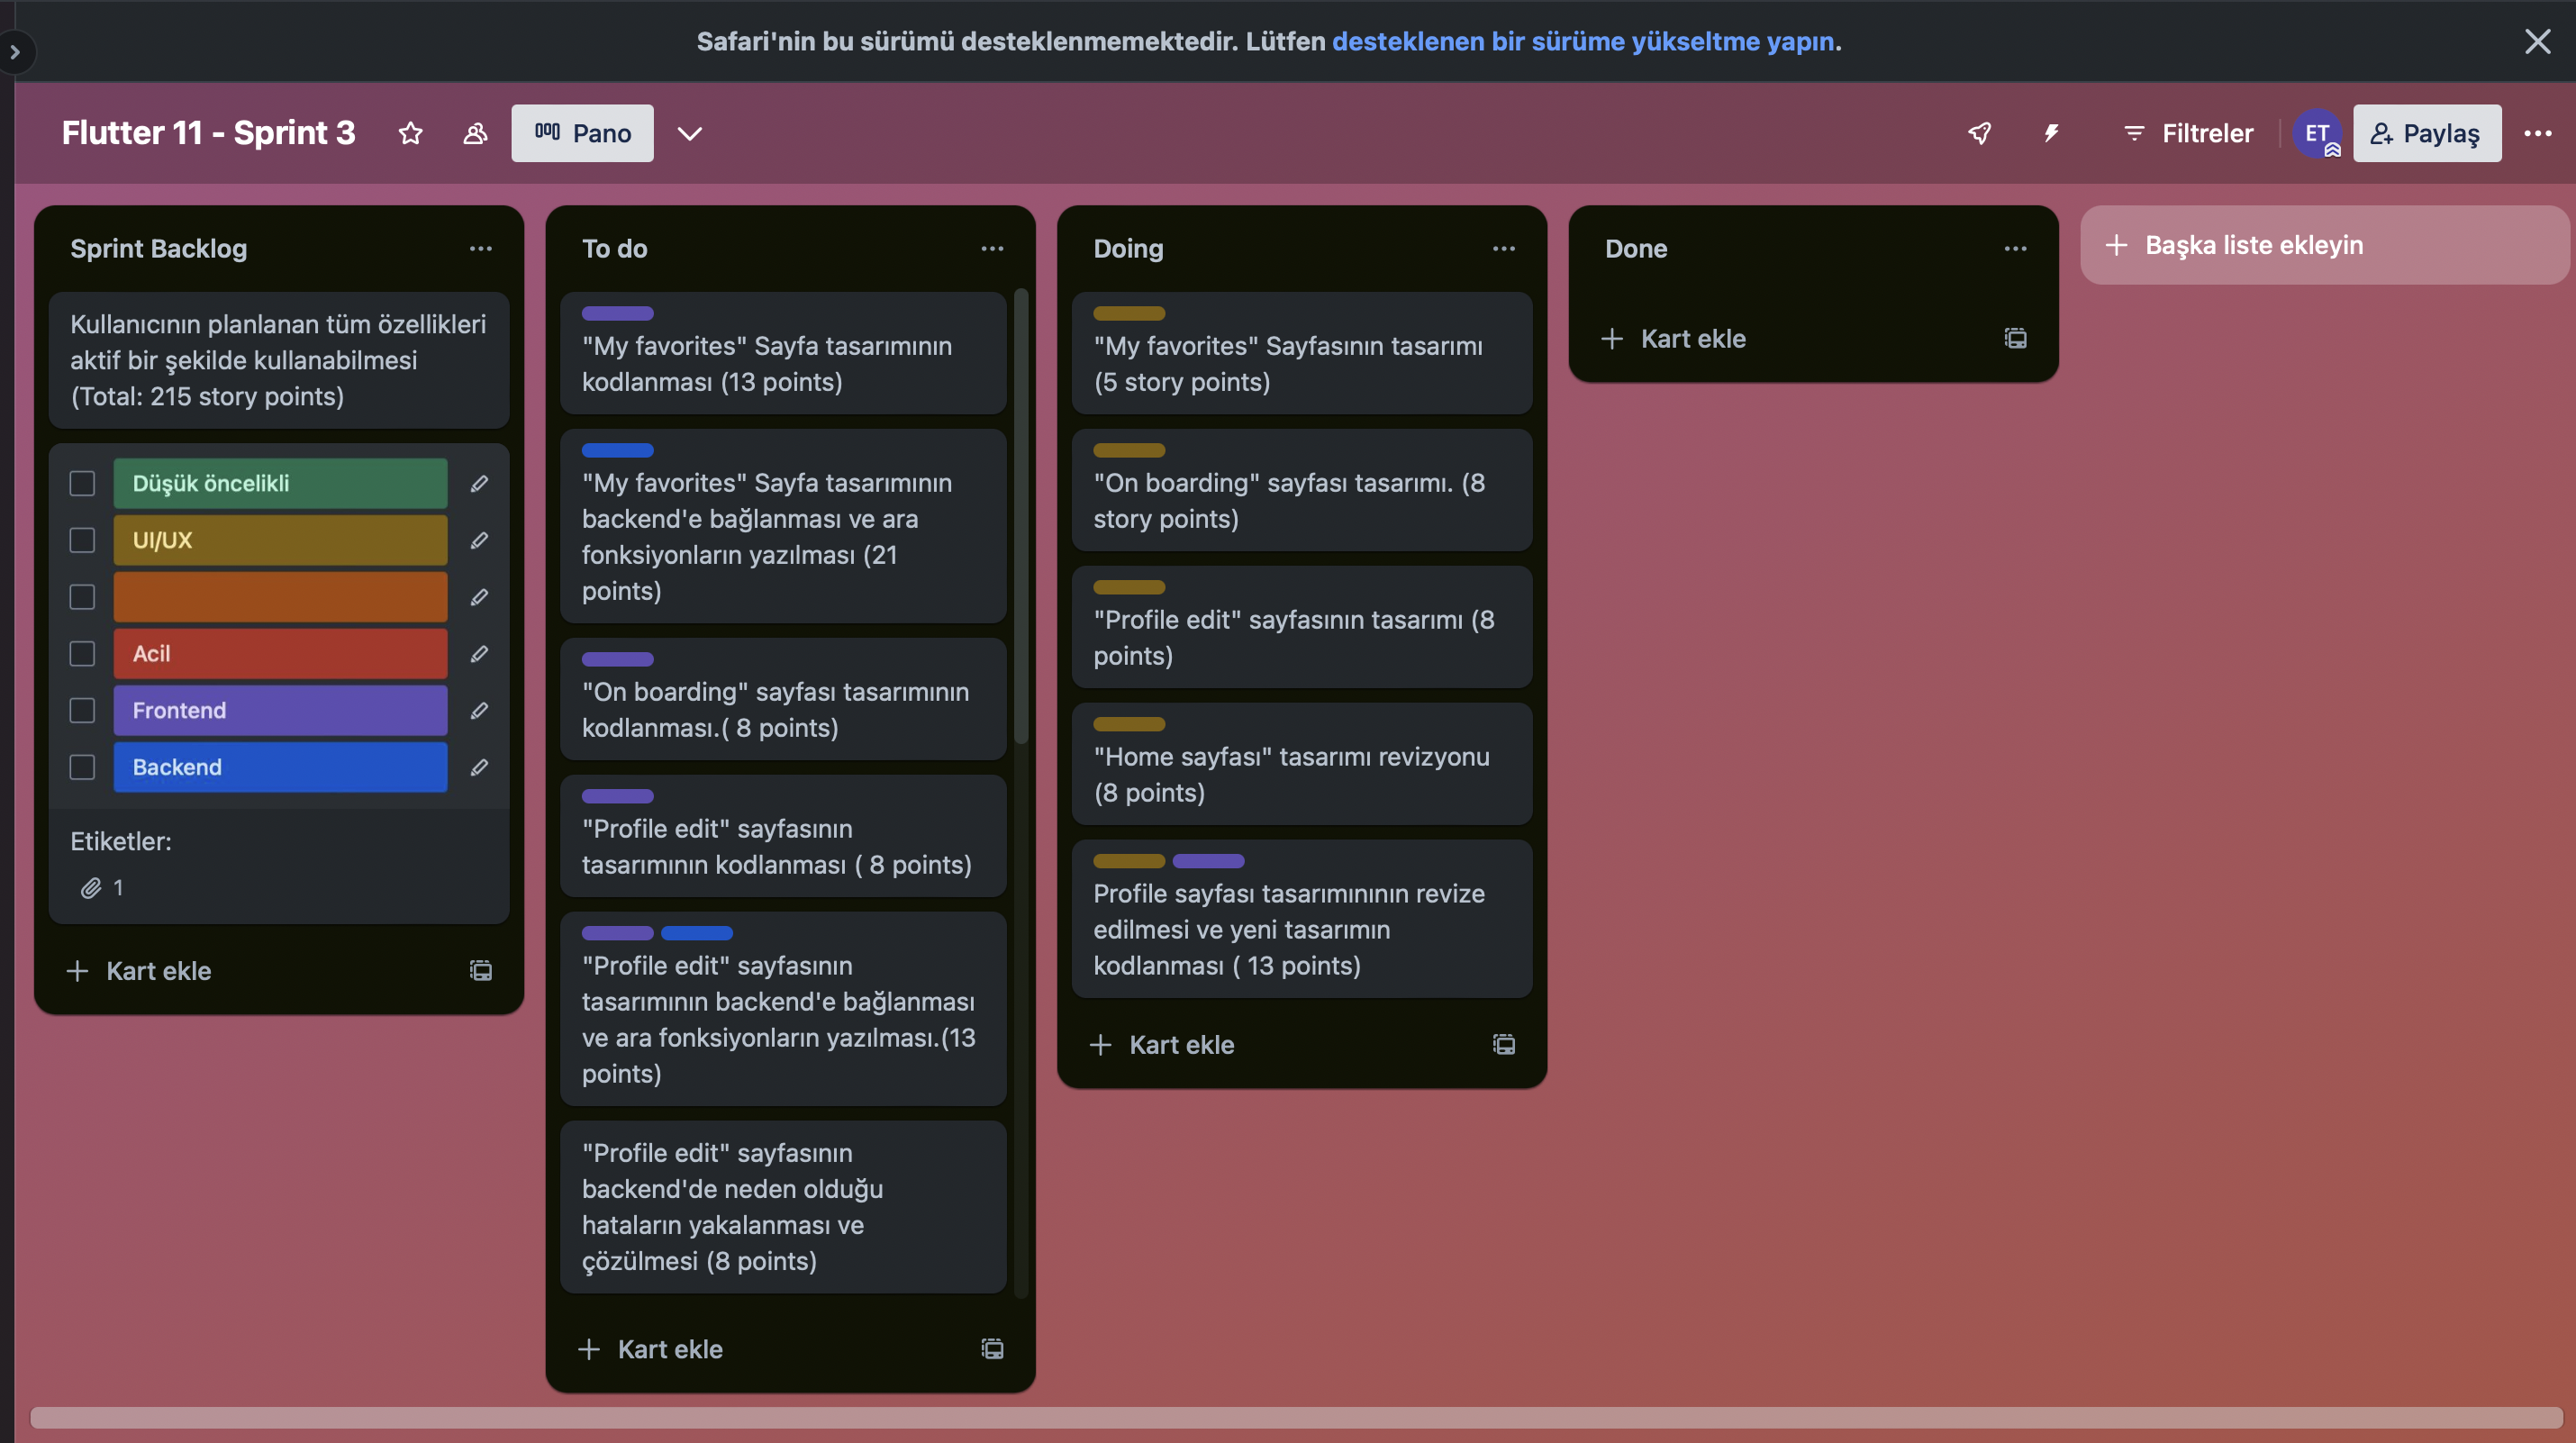 Safari'nin bu sürümü desteklenmemektedir. Lütfen desteklenen bir sürüme yükseltme yapın.
Flutter 11 - Sprint 3
Pano
Filtreler
ET
Paylaş
Sprint Backlog
Kullanıcının planlanan tüm özellikleri
aktif bir şekilde kullanabilmesi
(Total: 215 story points)
Düşük öncelikli
UI/UX
Acil
Frontend
Backend
Etiketler:
1
Kart ekle
To do
"My favorites" Sayfa tasarımının
kodlanması (13 points)
"My favorites" Sayfa tasarımının
backend'e bağlanması ve ara
fonksiyonların yazılması (21
points)
"On boarding" sayfası tasarımının
kodlanması.( 8 points)
"Profile edit" sayfasının
tasarımının kodlanması ( 8 points)
"Profile edit" sayfasının
tasarımının backend'e bağlanması
ve ara fonksiyonların yazılması.(13
points)
"Profile edit" sayfasının
backend'de neden olduğu
hataların yakalanması ve
çözülmesi (8 points)
Kart ekle
Doing
"My favorites" Sayfasının tasarımı
(5 story points)
"On boarding" sayfası tasarımı. (8
story points)
"Profile edit" sayfasının tasarımı (8
points)
"Home sayfası" tasarımı revizyonu
(8 points)
Profile sayfası tasarımınının revize
edilmesi ve yeni tasarımın
kodlanması ( 13 points)
Kart ekle
Done
Kart ekle
Başka liste ekleyin